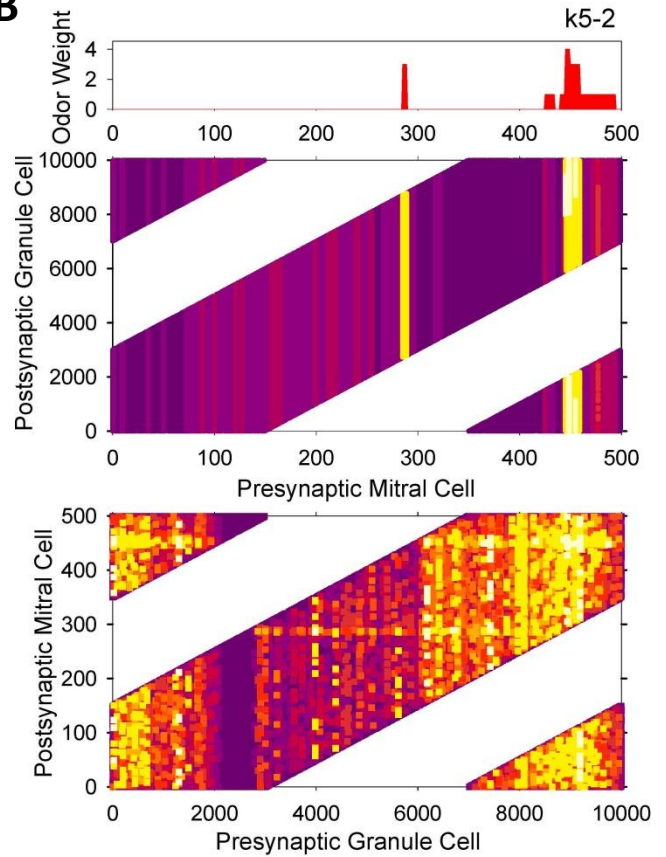 B
k5-2
Odor Weight
4
2
0
0 100 200 300 400 500
Postsynaptic Granule Cell
10000
8000
6000
4000
2000
0
0 100 200 300 400 500
Presynaptic Mitral Cell
Postsynaptic Mitral Cell
500
400
300
200
100
0
0 2000 4000 6000 8000 10000
Presynaptic Granule Cell